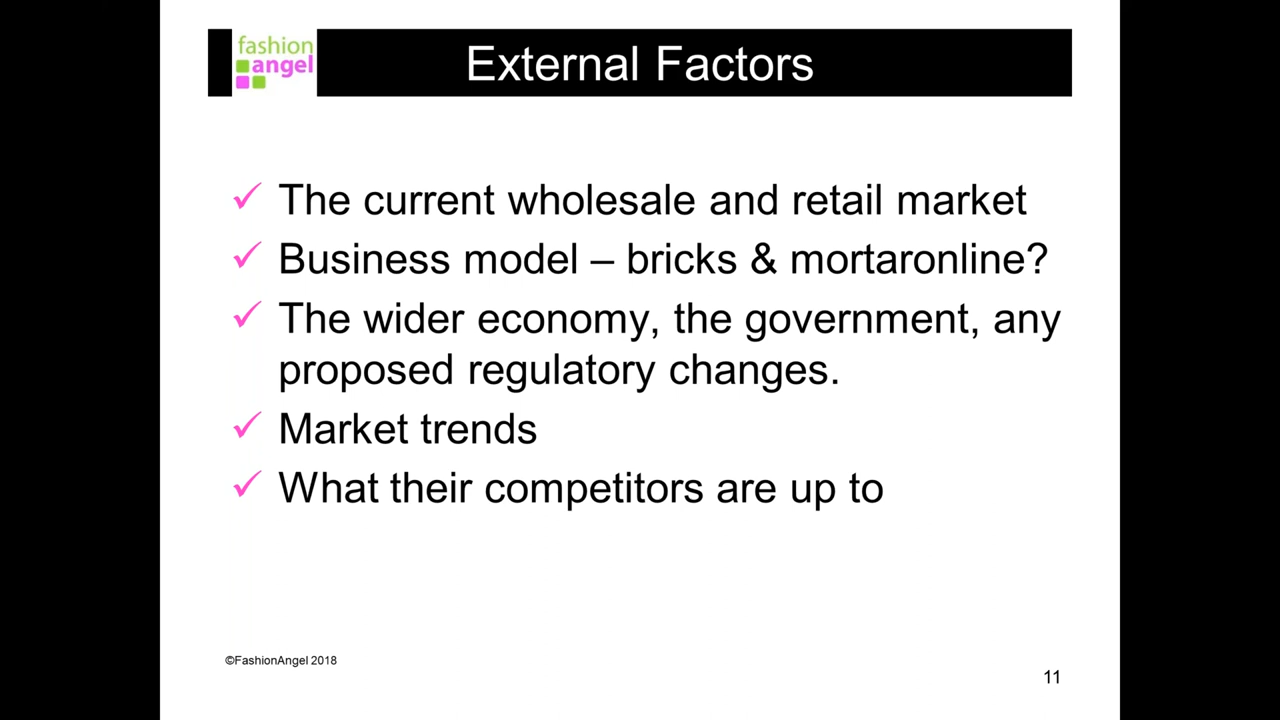 fashion
angel
External Factors
✓ The current wholesale and retail market
✓ Business model – bricks & mortaronline?
✓ The wider economy, the government, any
proposed regulatory changes.
✓ Market trends
✓ What their competitors are up to
©FashionAngel 2018
11